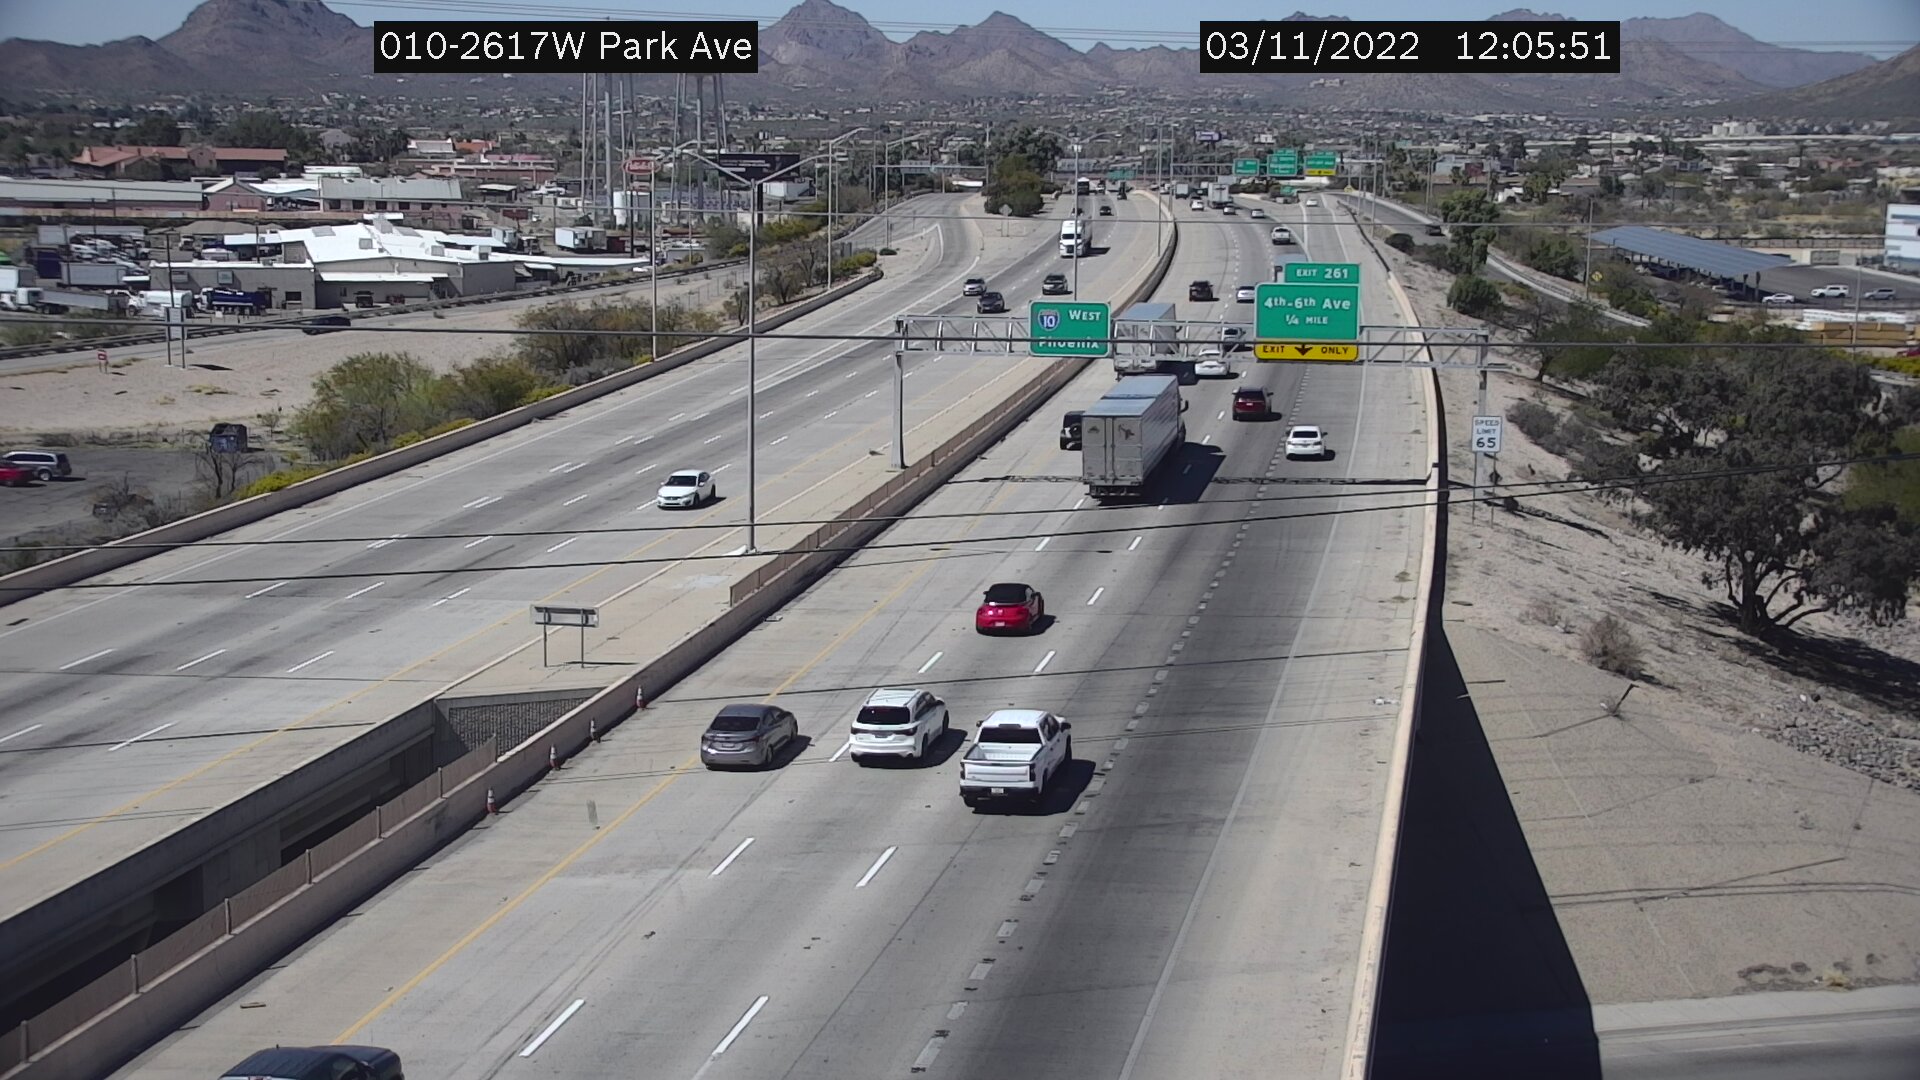 010-2617W Park Ave
03/11/2022 12:05:51
EXIT 261
4th-6th Ave
1/4 MILE
EXIT ONLY
WEST
10
Phoenix
SPEED
LIMIT
65